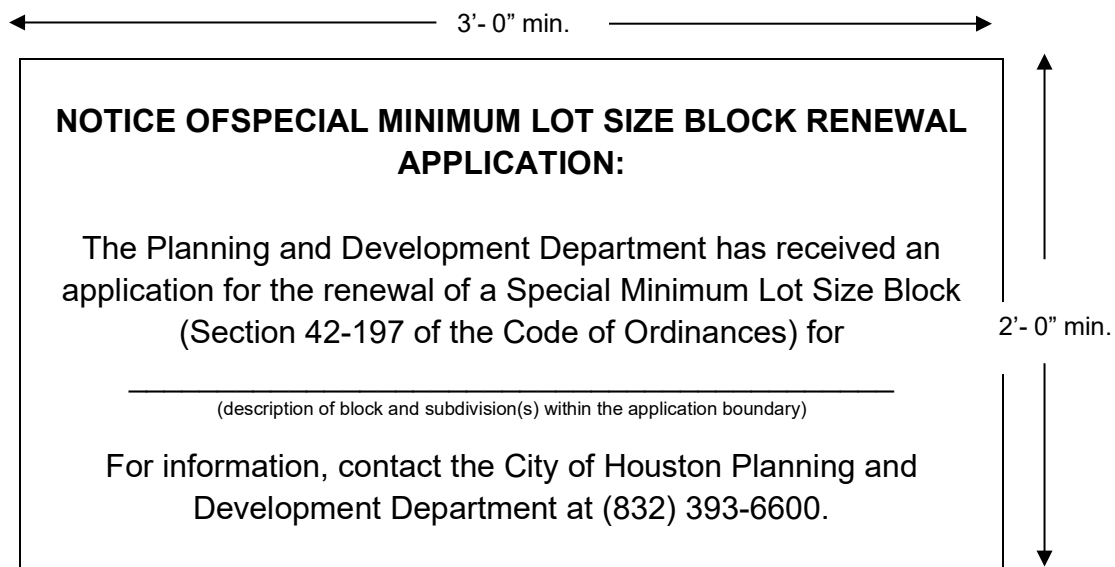 3’- 0” min.
NOTICE OFSPECIAL MINIMUM LOT SIZE BLOCK RENEWAL
APPLICATION:
The Planning and Development Department has received an
application for the renewal of a Special Minimum Lot Size Block
(Section 42-197 of the Code of Ordinances) for
2’- 0” min.
(description of block and subdivision(s) within the application boundary)
For information, contact the City of Houston Planning and
Development Department at (832) 393-6600.